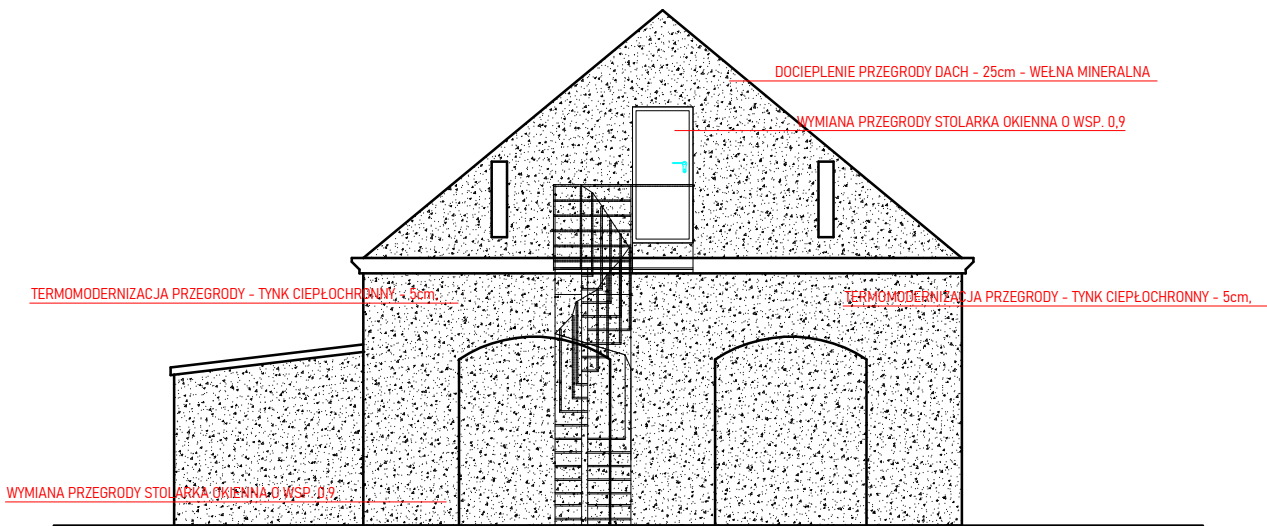 DOCIEPLENIE PRZEGRODY DACH - 25cm - WEŁNA MINERALNA
WYMIANA PRZEGRODY STOLARKA OKIENNA O WSP. 0,9
TERMOMODERNIZACJA PRZEGRODY - TYNK CIEPŁOCHRONNY - 5cm,
TERMOMODERNIZACJA PRZEGRODY - TYNK CIEPŁOCHRONNY - 5cm,
WYMIANA PRZEGRODY STOLARKA OKIENNA O WSP. 0,9